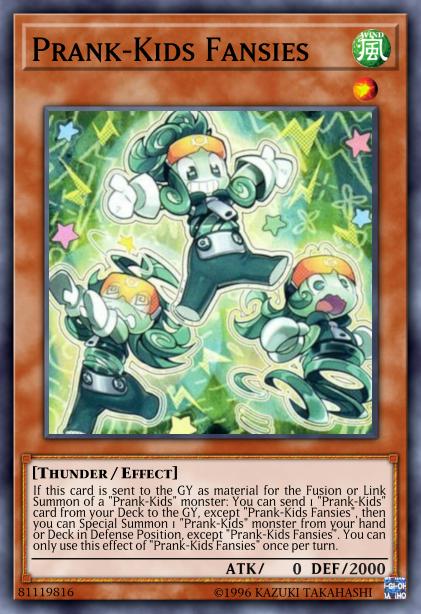 Prank-Kids Fansies
WIND
風
[Thunder / Effect]
If this card is sent to the GY as material for the Fusion or Link
Summon of a "Prank-Kids" monster: You can send 1 "Prank-Kids"
card from your Deck to the GY, except "Prank-Kids Fansies", then
you can Special Summon 1 "Prank-Kids" monster from your hand
or Deck in Defense Position, except "Prank-Kids Fansies". You can
only use this effect of "Prank-Kids Fansies" once per turn.
ATK/ 0 DEF/2000
81119816
©1996 KAZUKI TAKAHASHI